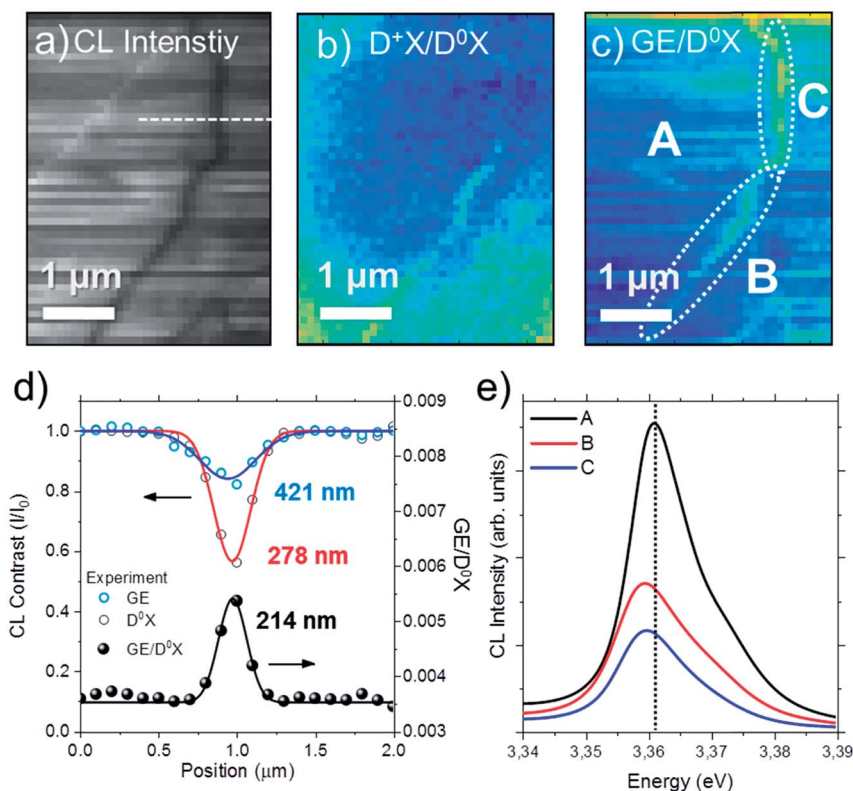 a) CL Intenstiy
1 µm
b) D⁺X/D⁰X
1 µm
c) GE/D⁰X
A
B
C
1 µm
d)
CL Contrast (I/I₀)
1.0
0.8
0.6
0.4
0.2
0.0
421 nm
278 nm
214 nm
Experiment
GE
D⁰X
GE/D⁰X
0.009
0.008
0.007
0.006
0.005
0.004
0.003
GE/D⁰X
0.0 0.5 1.0 1.5 2.0
Position (µm)
e)
A
B
C
CL Intensity (arb. units)
3,34 3,35 3,36 3,37 3,38 3,39
Energy (eV)